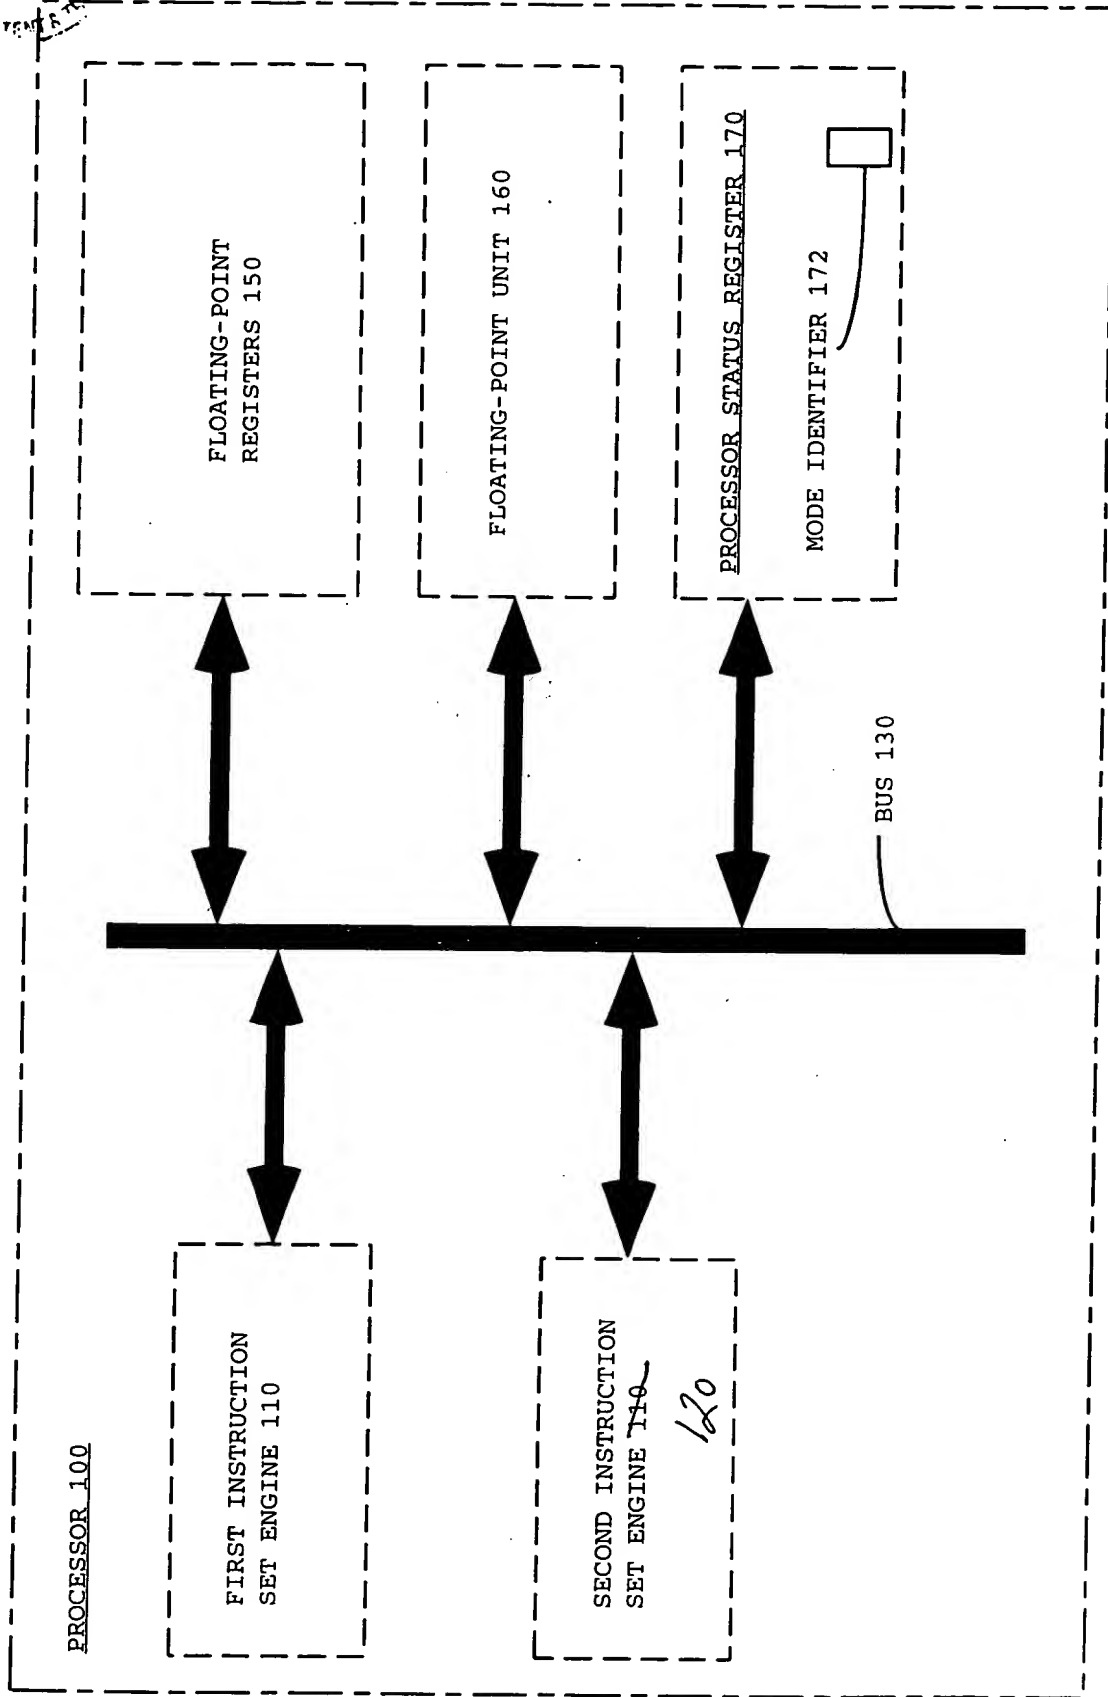 PROCESSOR 100
FIRST INSTRUCTION
SET ENGINE 110
SECOND INSTRUCTION
SET ENGINE 110
120
BUS 130
FLOATING-POINT
REGISTERS 150
FLOATING-POINT UNIT 160
PROCESSOR STATUS REGISTER 170
MODE IDENTIFIER 172